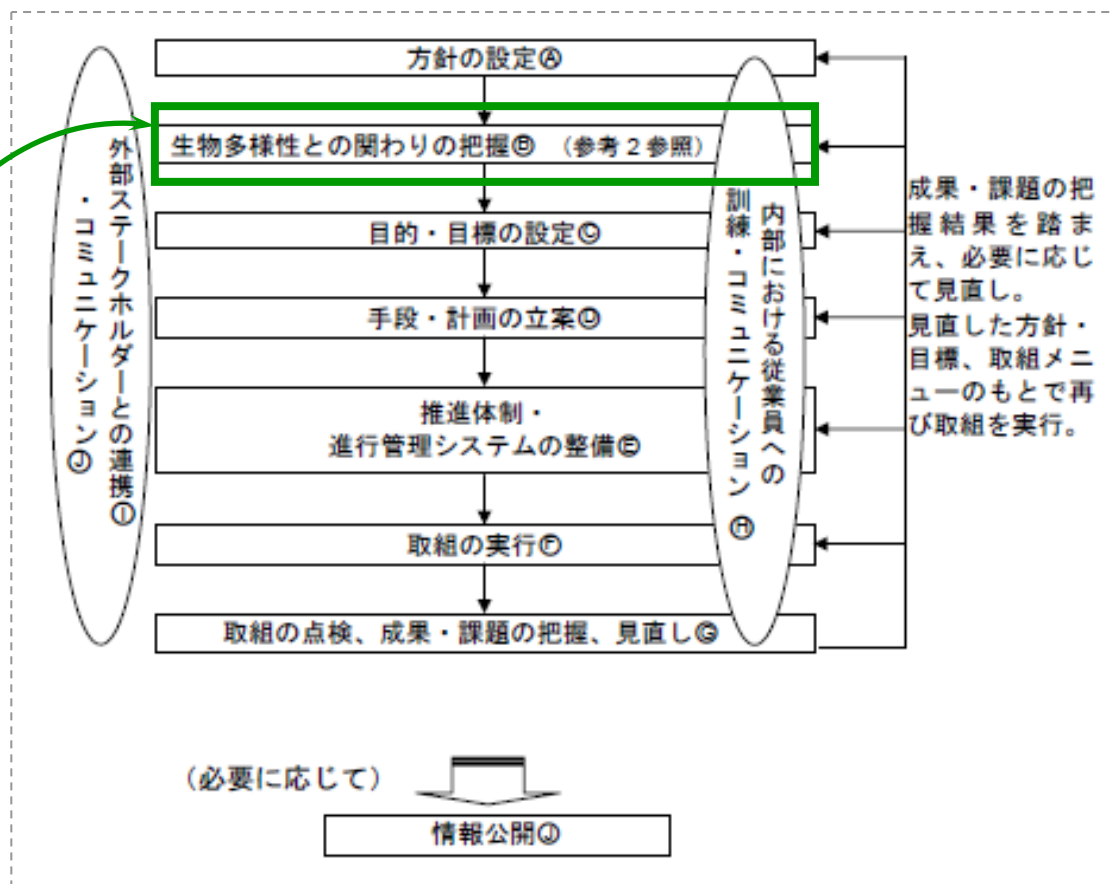 方針の設定Ⓐ
生物多様性との関わりの把握Ⓑ （参考２参照）
目的・目標の設定Ⓒ
手段・計画の立案Ⓓ
推進体制・
進行管理システムの整備Ⓔ
取組の実行Ⓕ
取組の点検、成果・課題の把握、見直しⒼ
外部ステークホルダーとの連携Ⓘ
・コミュニケーションⒿ
内部における従業員への
訓練・コミュニケーション Ⓗ
成果・課題の把
握結果を踏ま
え、必要に応じ
て見直し。
見直した方針・
目標、取組メニ
ューのもとで再
び取組を実行。
（必要に応じて）
情報公開Ⓙ